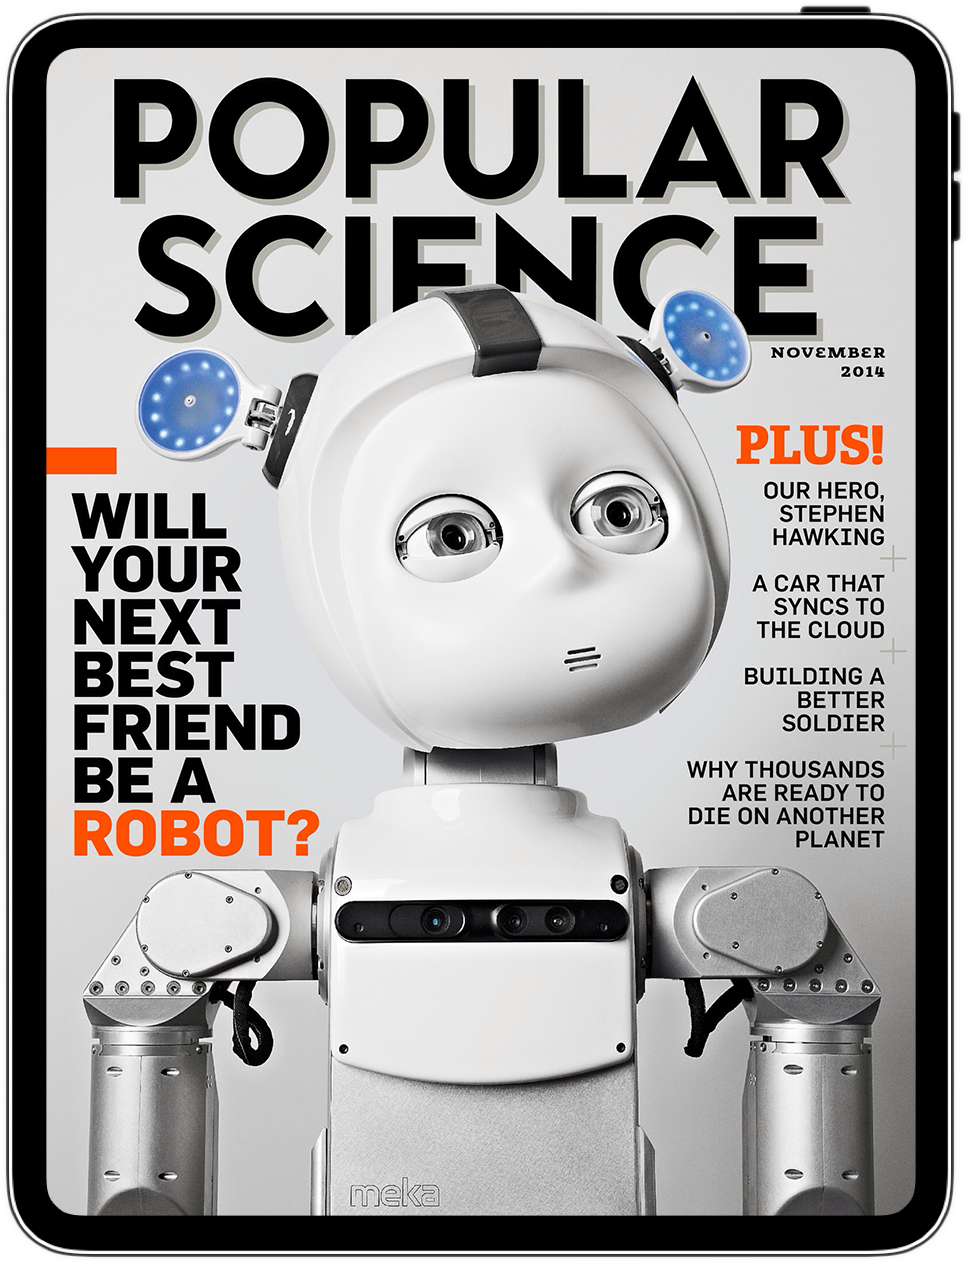 POPULAR
SCIENCE
NOVEMBER
2014
WILL
YOUR
NEXT
BEST
FRIEND
BE A
ROBOT?
PLUS!
OUR HERO,
STEPHEN
HAWKING
A CAR THAT
SYNCS TO
THE CLOUD
BUILDING A
BETTER
SOLDIER
WHY THOUSANDS
ARE READY TO
DIE ON ANOTHER
PLANET
meka